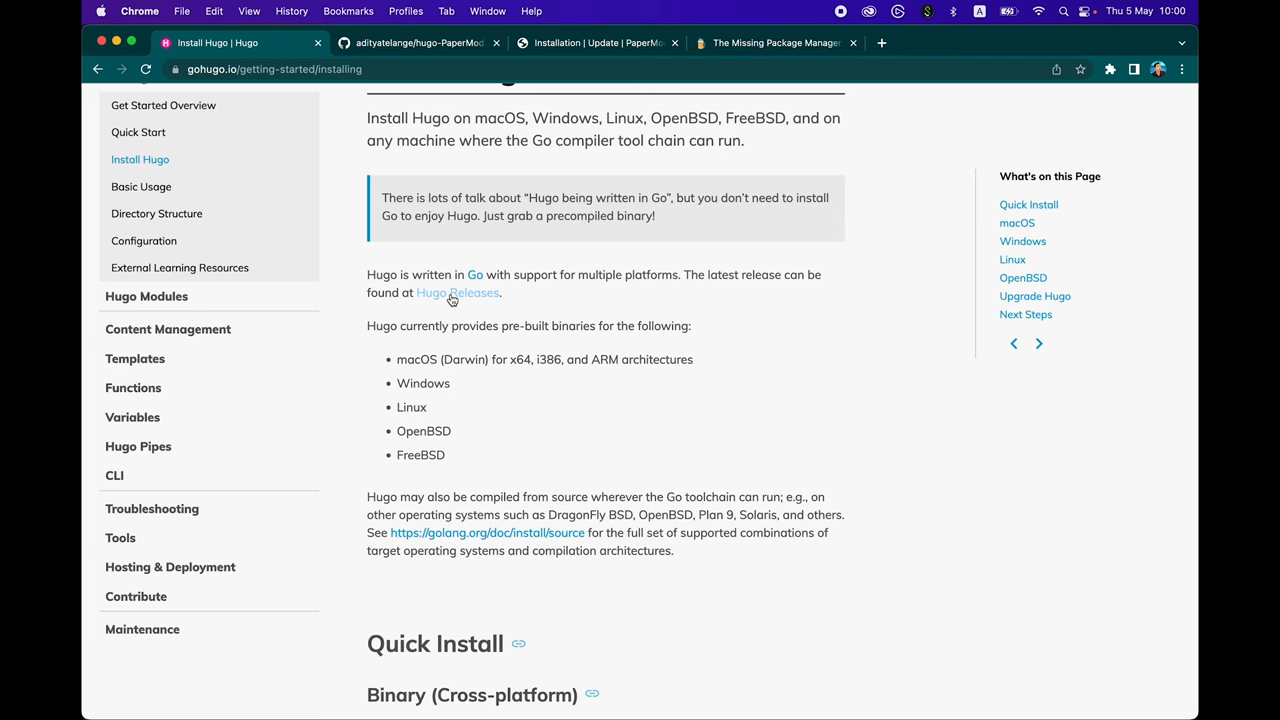 Chrome File Edit View History Bookmarks Profiles Tab Window Help A Thu 5 May 10:00
Install Hugo | Hugo
adityatelange/hugo-PaperMod
Installation | Update | PaperMo
The Missing Package Manager
gohugo.io/getting-started/installing
Get Started Overview
Quick Start
Install Hugo
Basic Usage
Directory Structure
Configuration
External Learning Resources
Hugo Modules
Content Management
Templates
Functions
Variables
Hugo Pipes
CLI
Troubleshooting
Tools
Hosting & Deployment
Contribute
Maintenance
Install Hugo on macOS, Windows, Linux, OpenBSD, FreeBSD, and on
any machine where the Go compiler tool chain can run.
There is lots of talk about “Hugo being written in Go”, but you don’t need to install
Go to enjoy Hugo. Just grab a precompiled binary!
Hugo is written in Go with support for multiple platforms. The latest release can be
found at Hugo Releases.
Hugo currently provides pre-built binaries for the following:
• macOS (Darwin) for x64, i386, and ARM architectures
• Windows
• Linux
• OpenBSD
• FreeBSD
Hugo may also be compiled from source wherever the Go toolchain can run; e.g., on
other operating systems such as DragonFly BSD, OpenBSD, Plan 9, Solaris, and others.
See https://golang.org/doc/install/source for the full set of supported combinations of
target operating systems and compilation architectures.
Quick Install
Binary (Cross-platform)
What's on this Page
Quick Install
macOS
Windows
Linux
OpenBSD
Upgrade Hugo
Next Steps